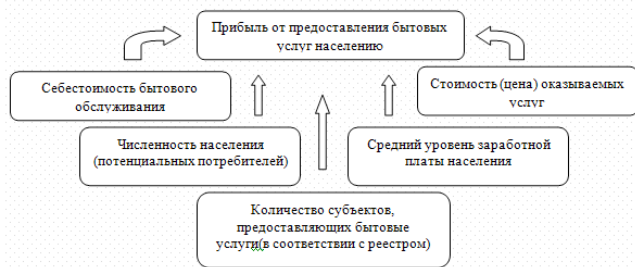 Прибыль от предоставления бытовых
услуг населению
Себестоимость бытового
обслуживания
Стоимость (цена) оказываемых
услуг
Численность населения
(потенциальных потребителей)
Средний уровень заработной
платы населения
Количество субъектов,
предоставляющих бытовые
услуги(в соответствии с реестром)